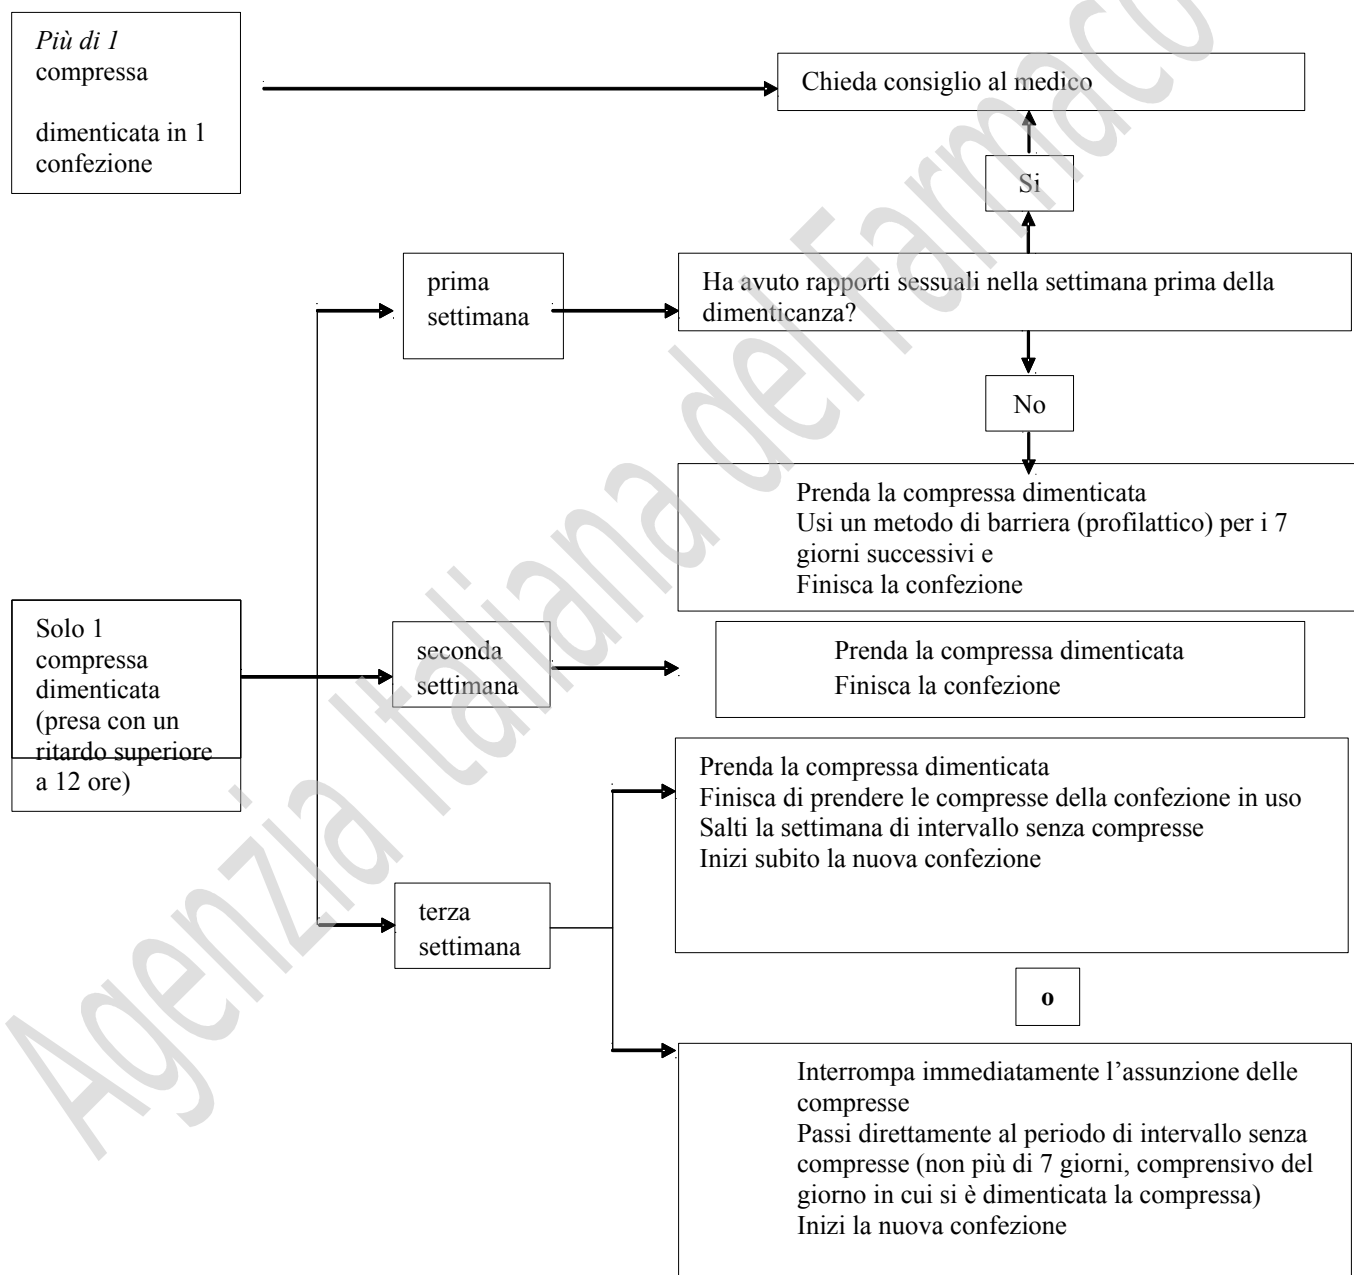 Più di 1
compressa
dimenticata in 1
confezione
Chieda consiglio al medico
Si
prima
settimana
Ha avuto rapporti sessuali nella settimana prima della
dimenticanza?
No
Prenda la compressa dimenticata
Usi un metodo di barriera (profilattico) per i 7
giorni successivi e
Finisca la confezione
Solo 1
compressa
dimenticata
(presa con un
ritardo superiore
a 12 ore)
seconda
settimana
Prenda la compressa dimenticata
Finisca la confezione
Prenda la compressa dimenticata
Finisca di prendere le compresse della confezione in uso
Salti la settimana di intervallo senza compresse
Inizi subito la nuova confezione
terza
settimana
o
Interrompa immediatamente l’assunzione delle
compresse
Passi direttamente al periodo di intervallo senza
compresse (non più di 7 giorni, comprensivo del
giorno in cui si è dimenticata la compressa)
Inizi la nuova confezione
Agenzia Italiana del Farmaco